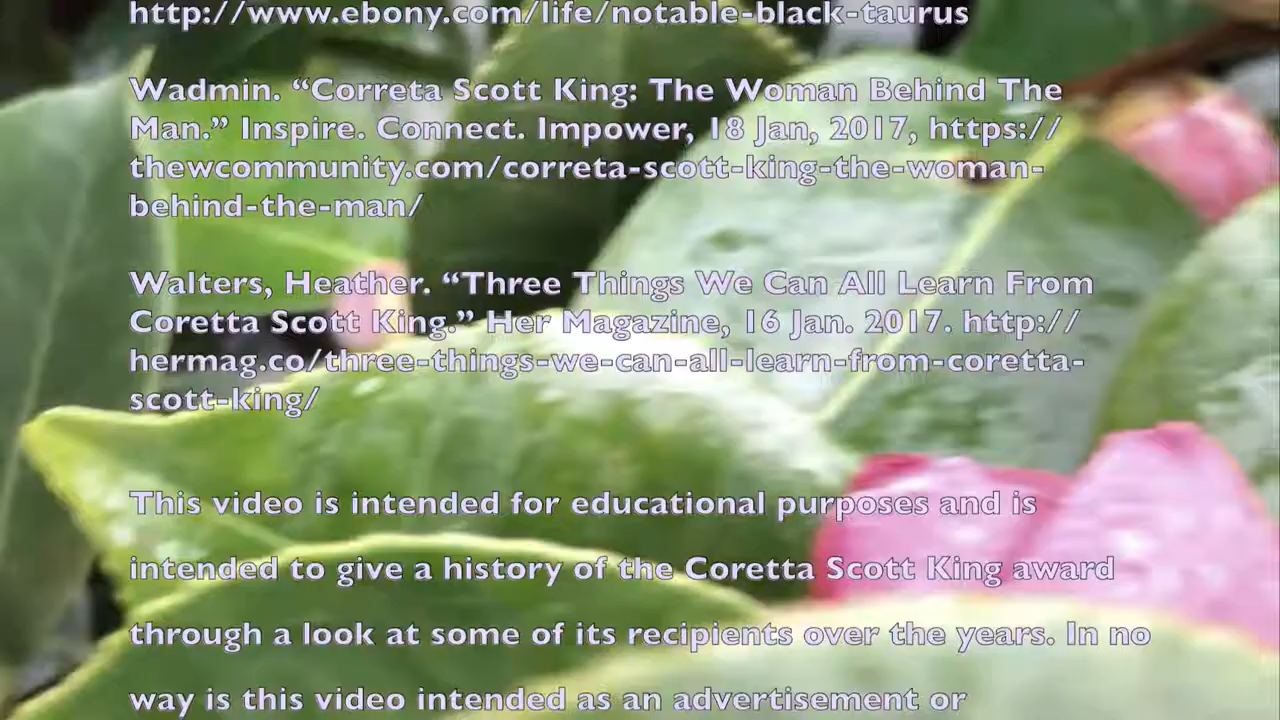 http://www.ebony.com/life/notable-black-taurus
Wadmin. “Correta Scott King: The Woman Behind The
Man.” Inspire. Connect. Impower, 18 Jan, 2017, https://
thewcommunity.com/correta-scott-king-the-woman-
behind-the-man/
Walters, Heather. “Three Things We Can All Learn From
Coretta Scott King.” Her Magazine, 16 Jan. 2017. http://
hermag.co/three-things-we-can-all-learn-from-coretta-
scott-king/
This video is intended for educational purposes and is
intended to give a history of the Coretta Scott King award
through a look at some of its recipients over the years. In no
way is this video intended as an advertisement or